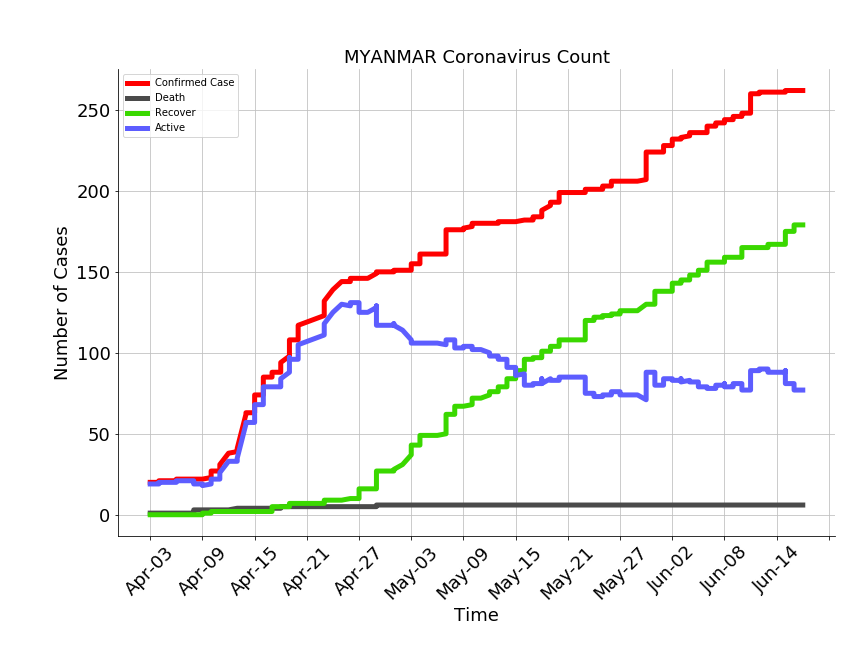 MYANMAR Coronavirus Count
Confirmed Case
Death
Recover
Active
Number of Cases
250
200
150
100
50
0
Apr-03
Apr-09
Apr-15
Apr-21
Apr-27
May-03
May-09
May-15
May-21
May-27
Jun-02
Jun-08
Jun-14
Time